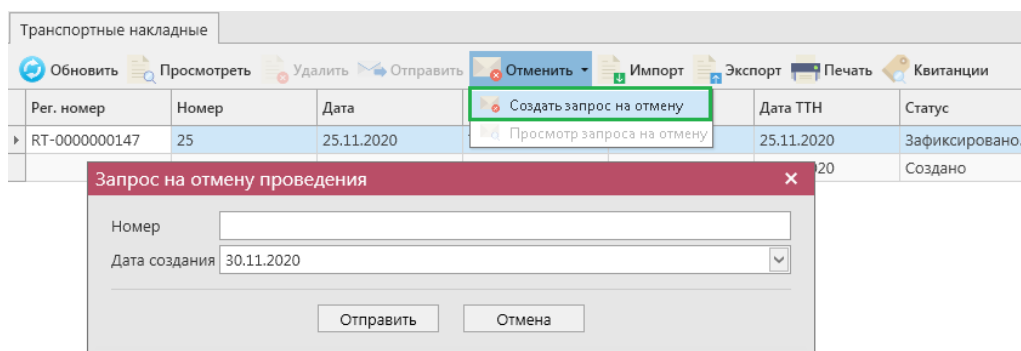 Транспортные накладные
Обновить Просмотреть Удалить Отправить Отменить Импорт Экспорт Печать Квитанции
Рег. номер Номер Дата Создать запрос на отмену Дата ТТН Статус
Просмотр запроса на отмену
RT-0000000147 25 25.11.2020 25.11.2020 Зафиксировано.
20 Создано
Запрос на отмену проведения
Номер
Дата создания 30.11.2020
Отправить Отмена